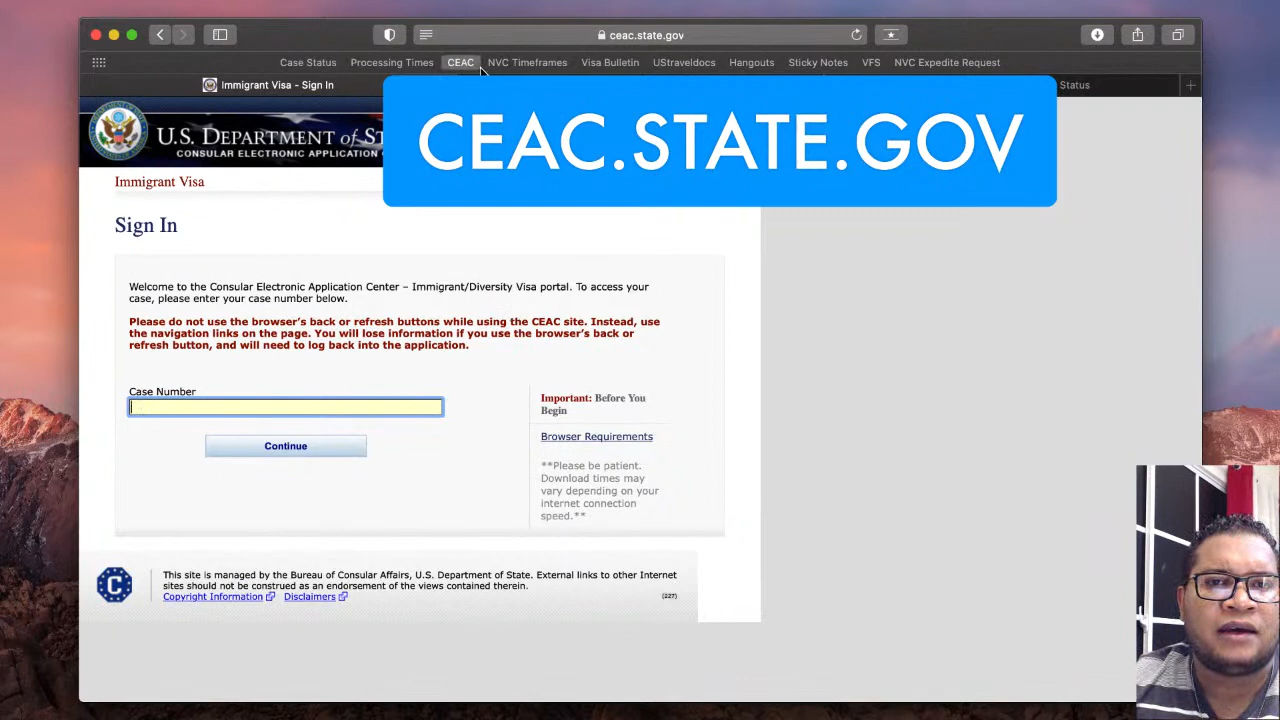 ceac.state.gov
Case Status Processing Times CEAC NVC Timeframes Visa Bulletin UStraveldocs Hangouts Sticky Notes VFS NVC Expedite Request
Immigrant Visa - Sign In
Status
CEAC.STATE.GOV
U.S. DEPARTMENT of ST
CONSULAR ELECTRONIC APPLICATION
Immigrant Visa
Sign In
Welcome to the Consular Electronic Application Center – Immigrant/Diversity Visa portal. To access your
case, please enter your case number below.
Please do not use the browser's back or refresh buttons while using the CEAC site. Instead, use
the navigation links on the page. You will lose information if you use the browser's back or
refresh button, and will need to log back into the application.
Case Number
Continue
Important: Before You
Begin
Browser Requirements
**Please be patient.
Download times may
vary depending on your
internet connection
speed.**
C
This site is managed by the Bureau of Consular Affairs, U.S. Department of State. External links to other Internet
sites should not be construed as an endorsement of the views contained therein.
Copyright Information Disclaimers
(227)